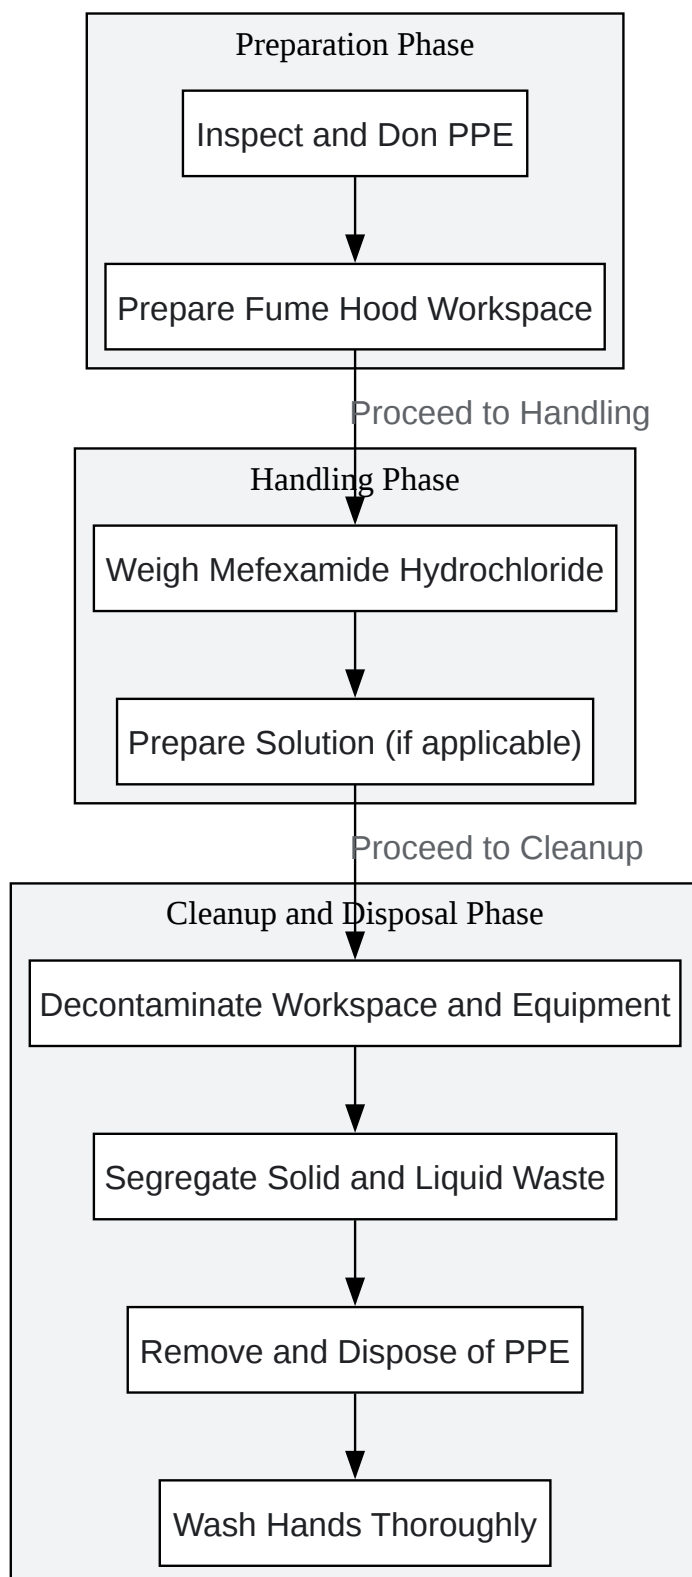 Preparation Phase
Inspect and Don PPE
Prepare Fume Hood Workspace
Proceed to Handling
Handling Phase
Weigh Mefexamide Hydrochloride
Prepare Solution (if applicable)
Proceed to Cleanup
Cleanup and Disposal Phase
Decontaminate Workspace and Equipment
Segregate Solid and Liquid Waste
Remove and Dispose of PPE
Wash Hands Thoroughly